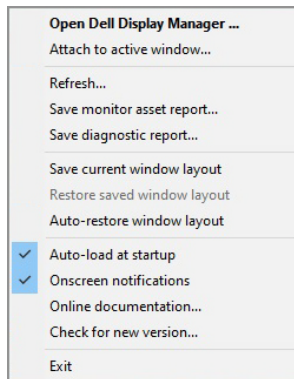 Open Dell Display Manager ...
Attach to active window...
Refresh...
Save monitor asset report...
Save diagnostic report...
Save current window layout
Restore saved window layout
Auto-restore window layout
Auto-load at startup
Onscreen notifications
Online documentation...
Check for new version...
Exit